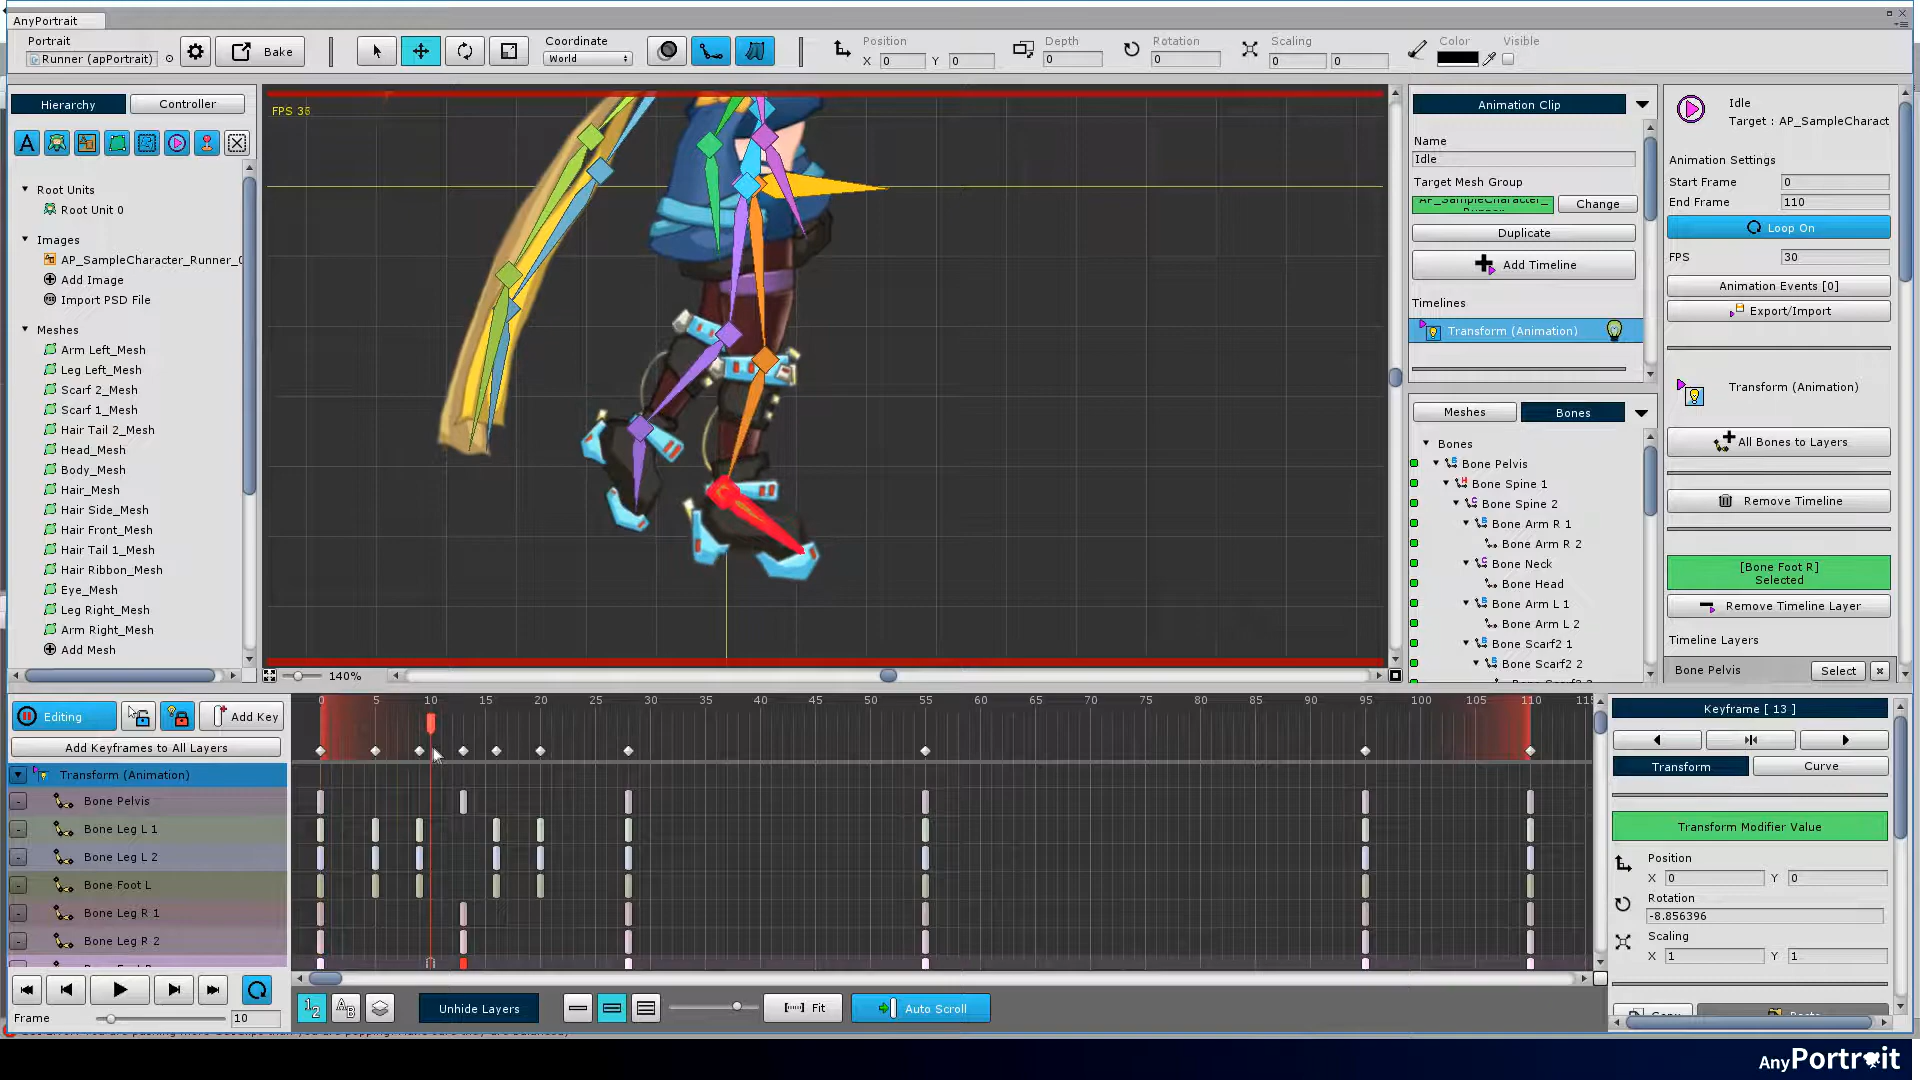 AnyPortrait
Portrait
Runner (apPortrait)
Bake
Coordinate
World
Position
X 0 Y 0
Depth
0
Rotation
0
Scaling
0 0
Color
Visible
Hierarchy
Controller
Root Units
Root Unit 0
Images
AP_SampleCharacter_Runner_0
Add Image
Import PSD File
Meshes
Arm Left_Mesh
Leg Left_Mesh
Scarf 2_Mesh
Scarf 1_Mesh
Hair Tail 2_Mesh
Head_Mesh
Body_Mesh
Hair_Mesh
Hair Side_Mesh
Hair Front_Mesh
Hair Tail 1_Mesh
Hair Ribbon_Mesh
Eye_Mesh
Leg Right_Mesh
Arm Right_Mesh
Add Mesh
FPS 35
140%
Animation Clip
Name
Idle
Target Mesh Group
AP_SampleCharacter_
Runner
Change
Duplicate
Add Timeline
Timelines
Transform (Animation)
Meshes
Bones
Bones
Bone Pelvis
Bone Spine 1
Bone Spine 2
Bone Arm R 1
Bone Arm R 2
Bone Neck
Bone Head
Bone Arm L 1
Bone Arm L 2
Bone Scarf2 1
Bone Scarf2 2
Idle
Target : AP_SampleCharact
Animation Settings
Start Frame 0
End Frame 110
Loop On
FPS 30
Animation Events [0]
Export/Import
Transform (Animation)
All Bones to Layers
Remove Timeline
[Bone Foot R]
Selected
Remove Timeline Layer
Timeline Layers
Bone Pelvis Select
Editing
Add Key
Add Keyframes to All Layers
Transform (Animation)
Bone Pelvis
Bone Leg L 1
Bone Leg L 2
Bone Foot L
Bone Leg R 1
Bone Leg R 2
Frame 10
0 5 10 15 20 25 30 35 40 45 50 55 60 65 70 75 80 85 90 95 100 105 110 115
Unhide Layers
Fit
Auto Scroll
Keyframe [ 13 ]
Transform
Curve
Transform Modifier Value
Position
X 0 Y 0
Rotation
-8.856396
Scaling
X 1 Y 1
AnyPortrait